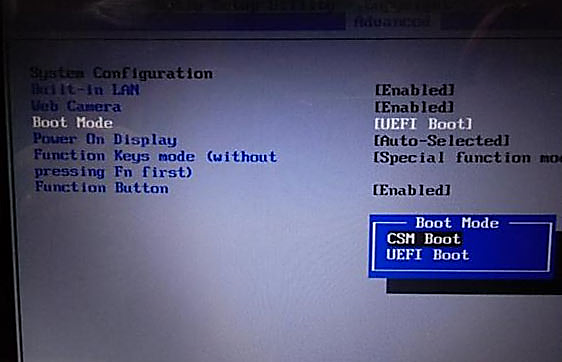 Setup Utility
Advanced
System Configuration
Built-in LAN [Enabled]
Web Camera [Enabled]
Boot Mode [UEFI Boot]
Power On Display [Auto-Selected]
Function Keys mode (without [Special function mo
pressing Fn first)
Function Button [Enabled]
Boot Mode
CSM Boot
UEFI Boot